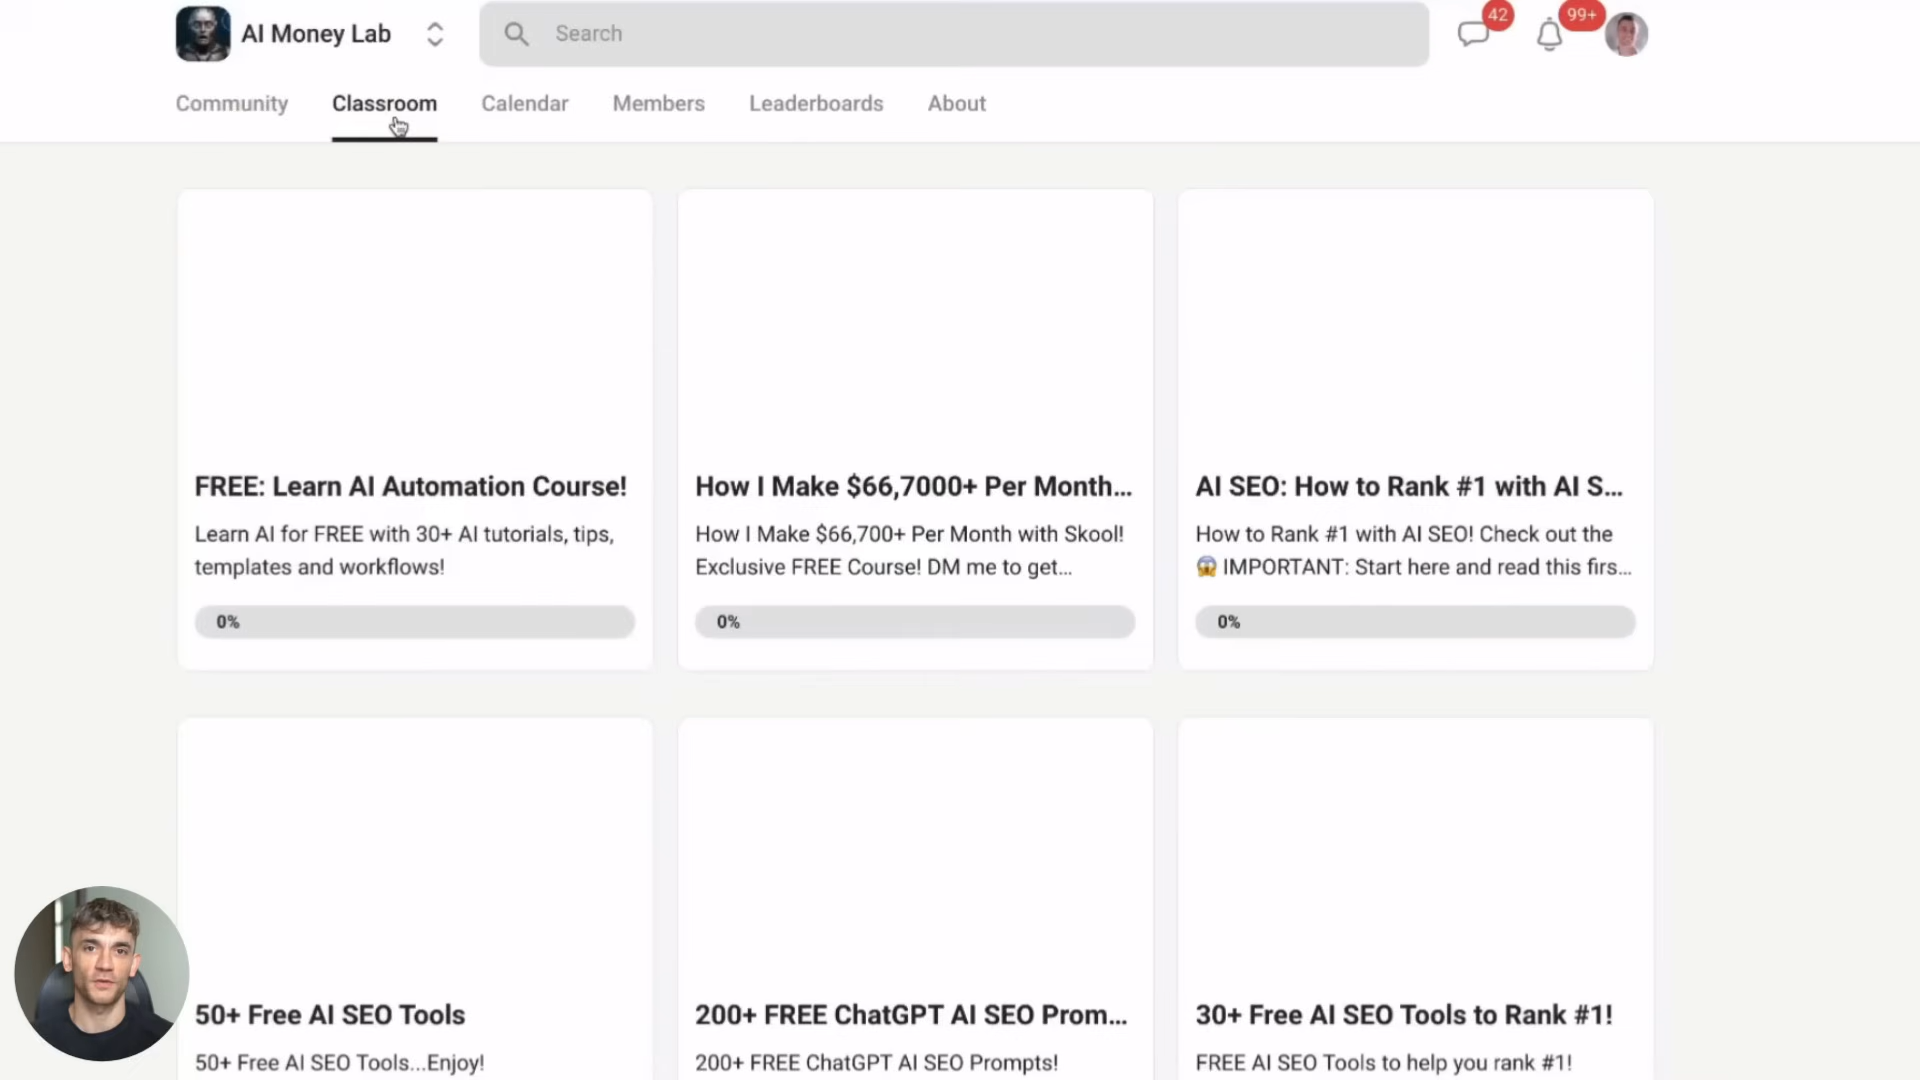 AI Money Lab
Search
42
99+
Community
Classroom
Calendar
Members
Leaderboards
About
FREE: Learn AI Automation Course!
Learn AI for FREE with 30+ AI tutorials, tips,
templates and workflows!
0%
How I Make $66,7000+ Per Month...
How I Make $66,700+ Per Month with Skool!
Exclusive FREE Course! DM me to get...
0%
AI SEO: How to Rank #1 with AI S...
How to Rank #1 with AI SEO! Check out the
😱 IMPORTANT: Start here and read this firs...
0%
50+ Free AI SEO Tools
50+ Free AI SEO Tools...Enjoy!
200+ FREE ChatGPT AI SEO Prom...
200+ FREE ChatGPT AI SEO Prompts!
30+ Free AI SEO Tools to Rank #1!
FREE AI SEO Tools to help you rank #1!